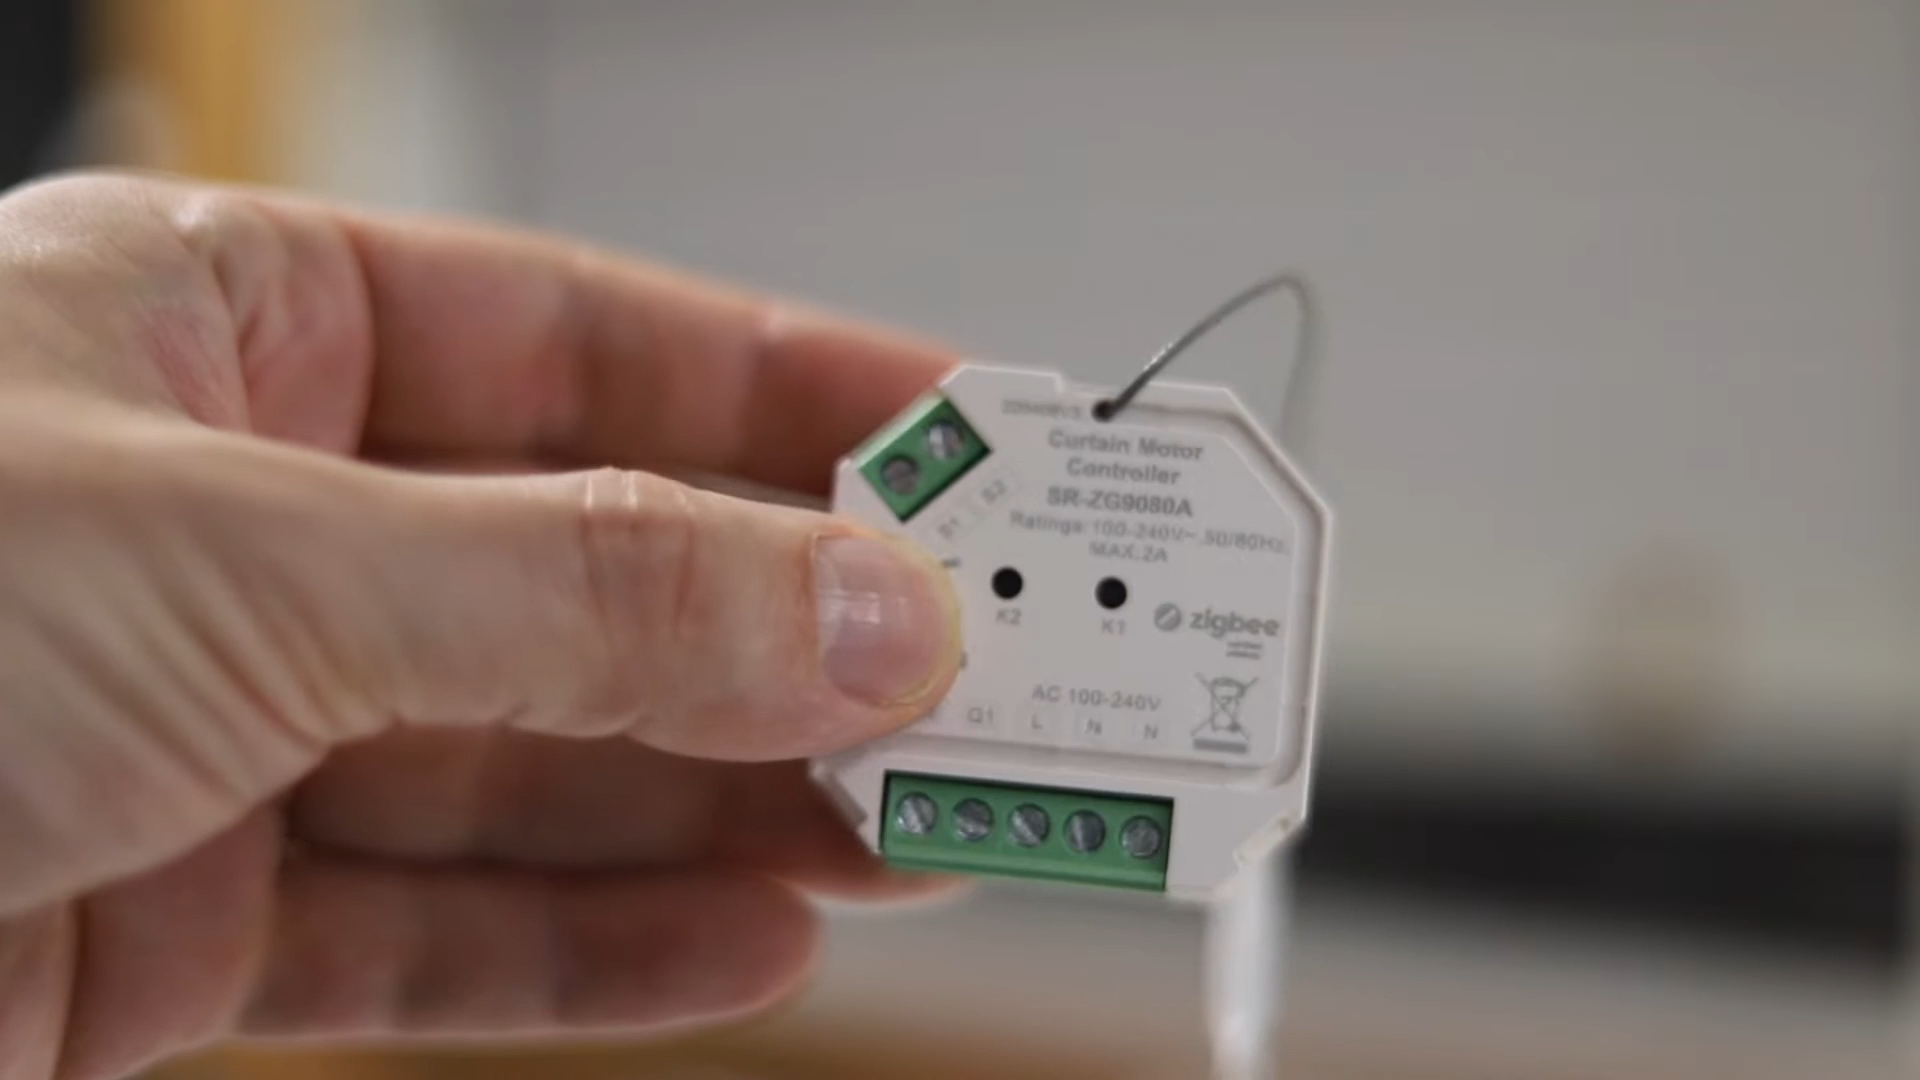 Curtain Motor
Controller
SR-ZG9080A
Ratings: 100-240V~,50/60Hz,
MAX.2A
S1 S2
K2 K1
zigbee
AC 100-240V
Q1 L N N